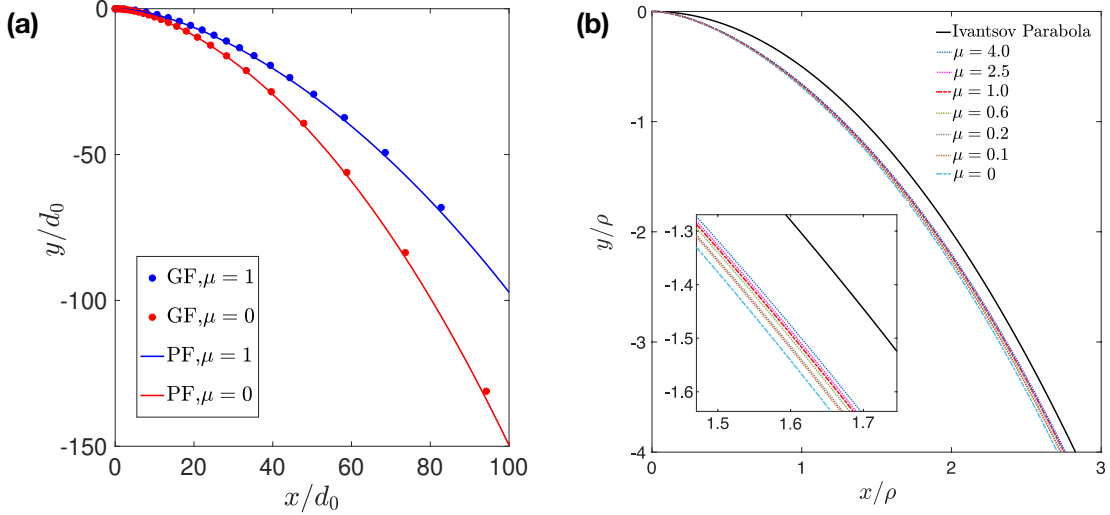 (a)
0
-50
-100
-150
y/d₀
0 20 40 60 80 100
x/d₀
GF,μ = 1
GF,μ = 0
PF,μ = 1
PF,μ = 0
(b)
0
-1
-2
-3
-4
y/ρ
0 1 2 3
x/ρ
Ivantsov Parabola
μ = 4.0
μ = 2.5
μ = 1.0
μ = 0.6
μ = 0.2
μ = 0.1
μ = 0
-1.3
-1.4
-1.5
-1.6
1.5 1.6 1.7